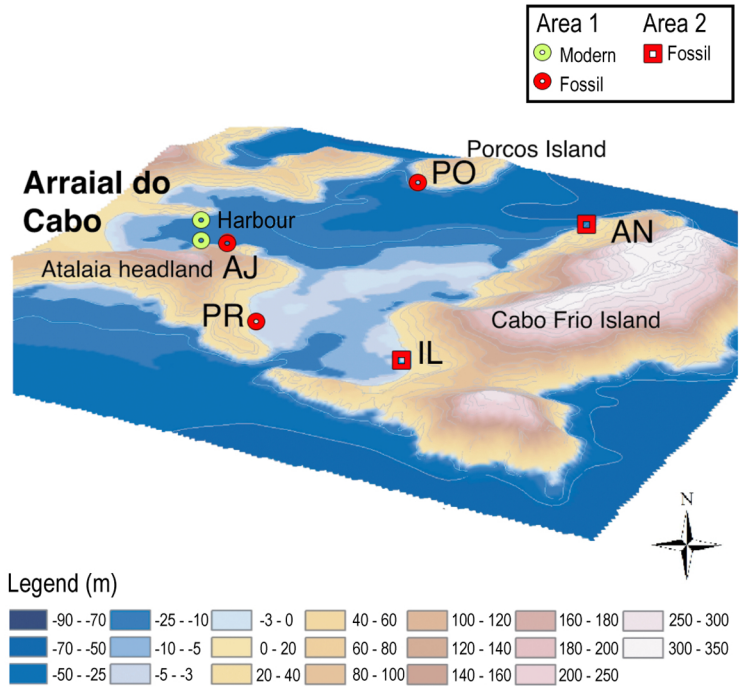 Area 1
Area 2
Modern
Fossil
Fossil
Porcos Island
PO
Arraial do
Cabo
Harbour
AN
Atalaia headland
AJ
PR
Cabo Frio Island
IL
N
Legend (m)
-90 - -70
-25 - -10
-3 - 0
40 - 60
100 - 120
160 - 180
250 - 300
-70 - -50
-10 - -5
0 - 20
60 - 80
120 - 140
180 - 200
300 - 350
-50 - -25
-5 - -3
20 - 40
80 - 100
140 - 160
200 - 250